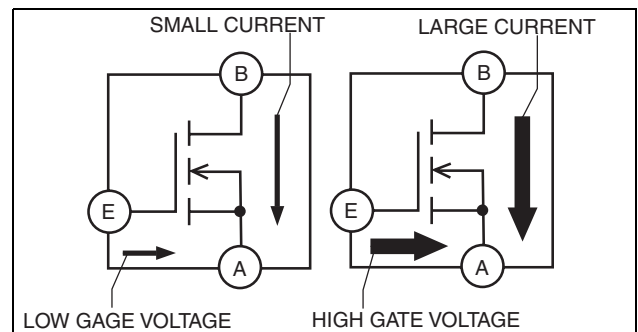 SMALL CURRENT
LARGE CURRENT
B
B
E
E
A
A
LOW GAGE VOLTAGE
HIGH GATE VOLTAGE